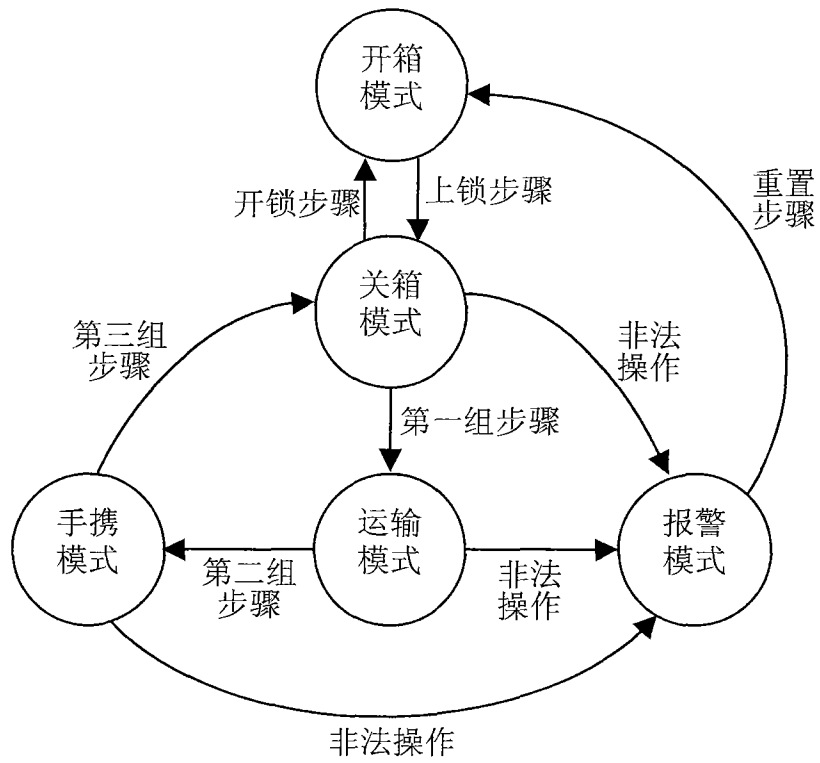 开箱
模式
重置
步骤
开锁步骤
上锁步骤
关箱
模式
第三组
步骤
非法
操作
第一组步骤
手携
模式
运输
模式
报警
模式
第二组
步骤
非法
操作
非法操作